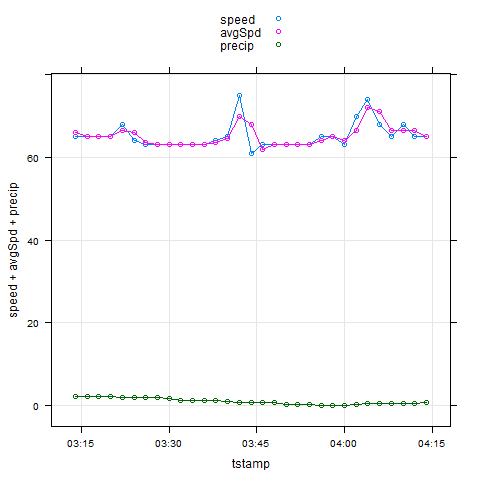 speed
avgSpd
precip
60
40
20
0
speed + avgSpd + precip
03:15 03:30 03:45 04:00 04:15
tstamp